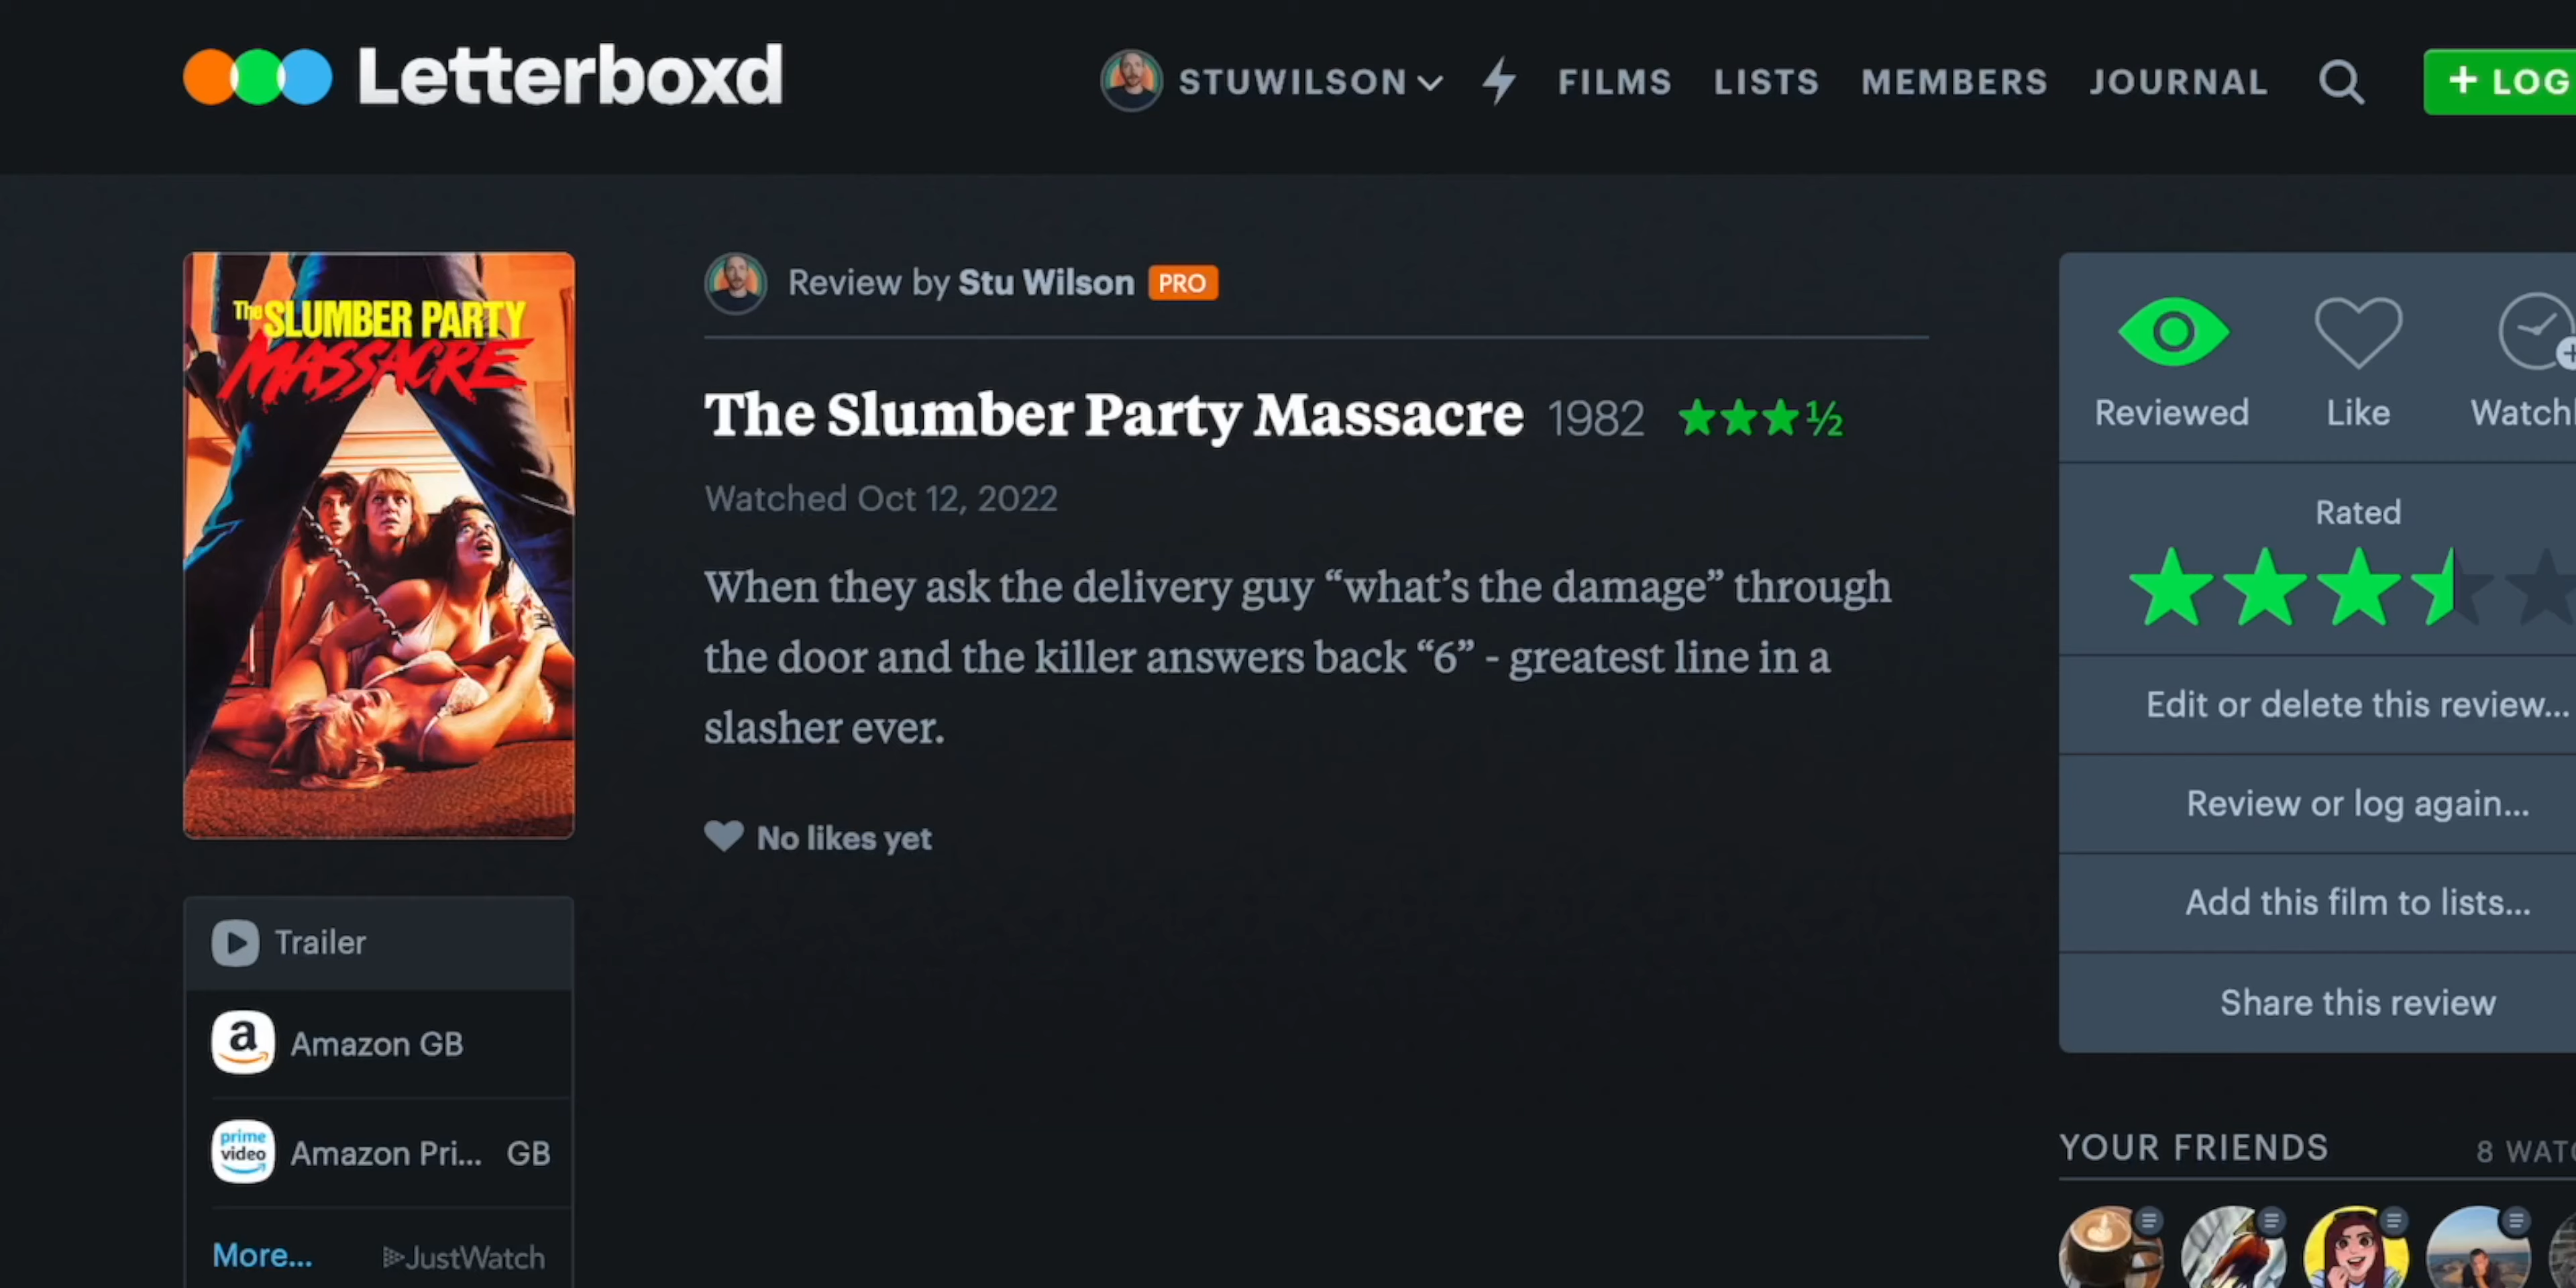 Letterboxd
STUWILSON
FILMS
LISTS
MEMBERS
JOURNAL
+ LOG
The SLUMBER PARTY
MASSACRE
Review by Stu Wilson PRO
The Slumber Party Massacre 1982 ★★★½
Watched Oct 12, 2022
When they ask the delivery guy “what’s the damage” through
the door and the killer answers back “6” - greatest line in a
slasher ever.
No likes yet
Trailer
a Amazon GB
prime
video
Amazon Pri... GB
More...
JustWatch
Reviewed
Like
Rated
Edit or delete this review...
Review or log again...
Add this film to lists...
Share this review
YOUR FRIENDS
8